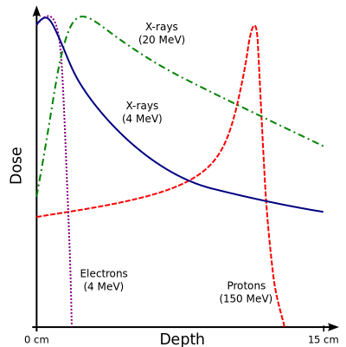 X-rays
(20 MeV)
X-rays
(4 MeV)
Dose
Electrons
(4 MeV)
Protons
(150 MeV)
0 cm
Depth
15 cm